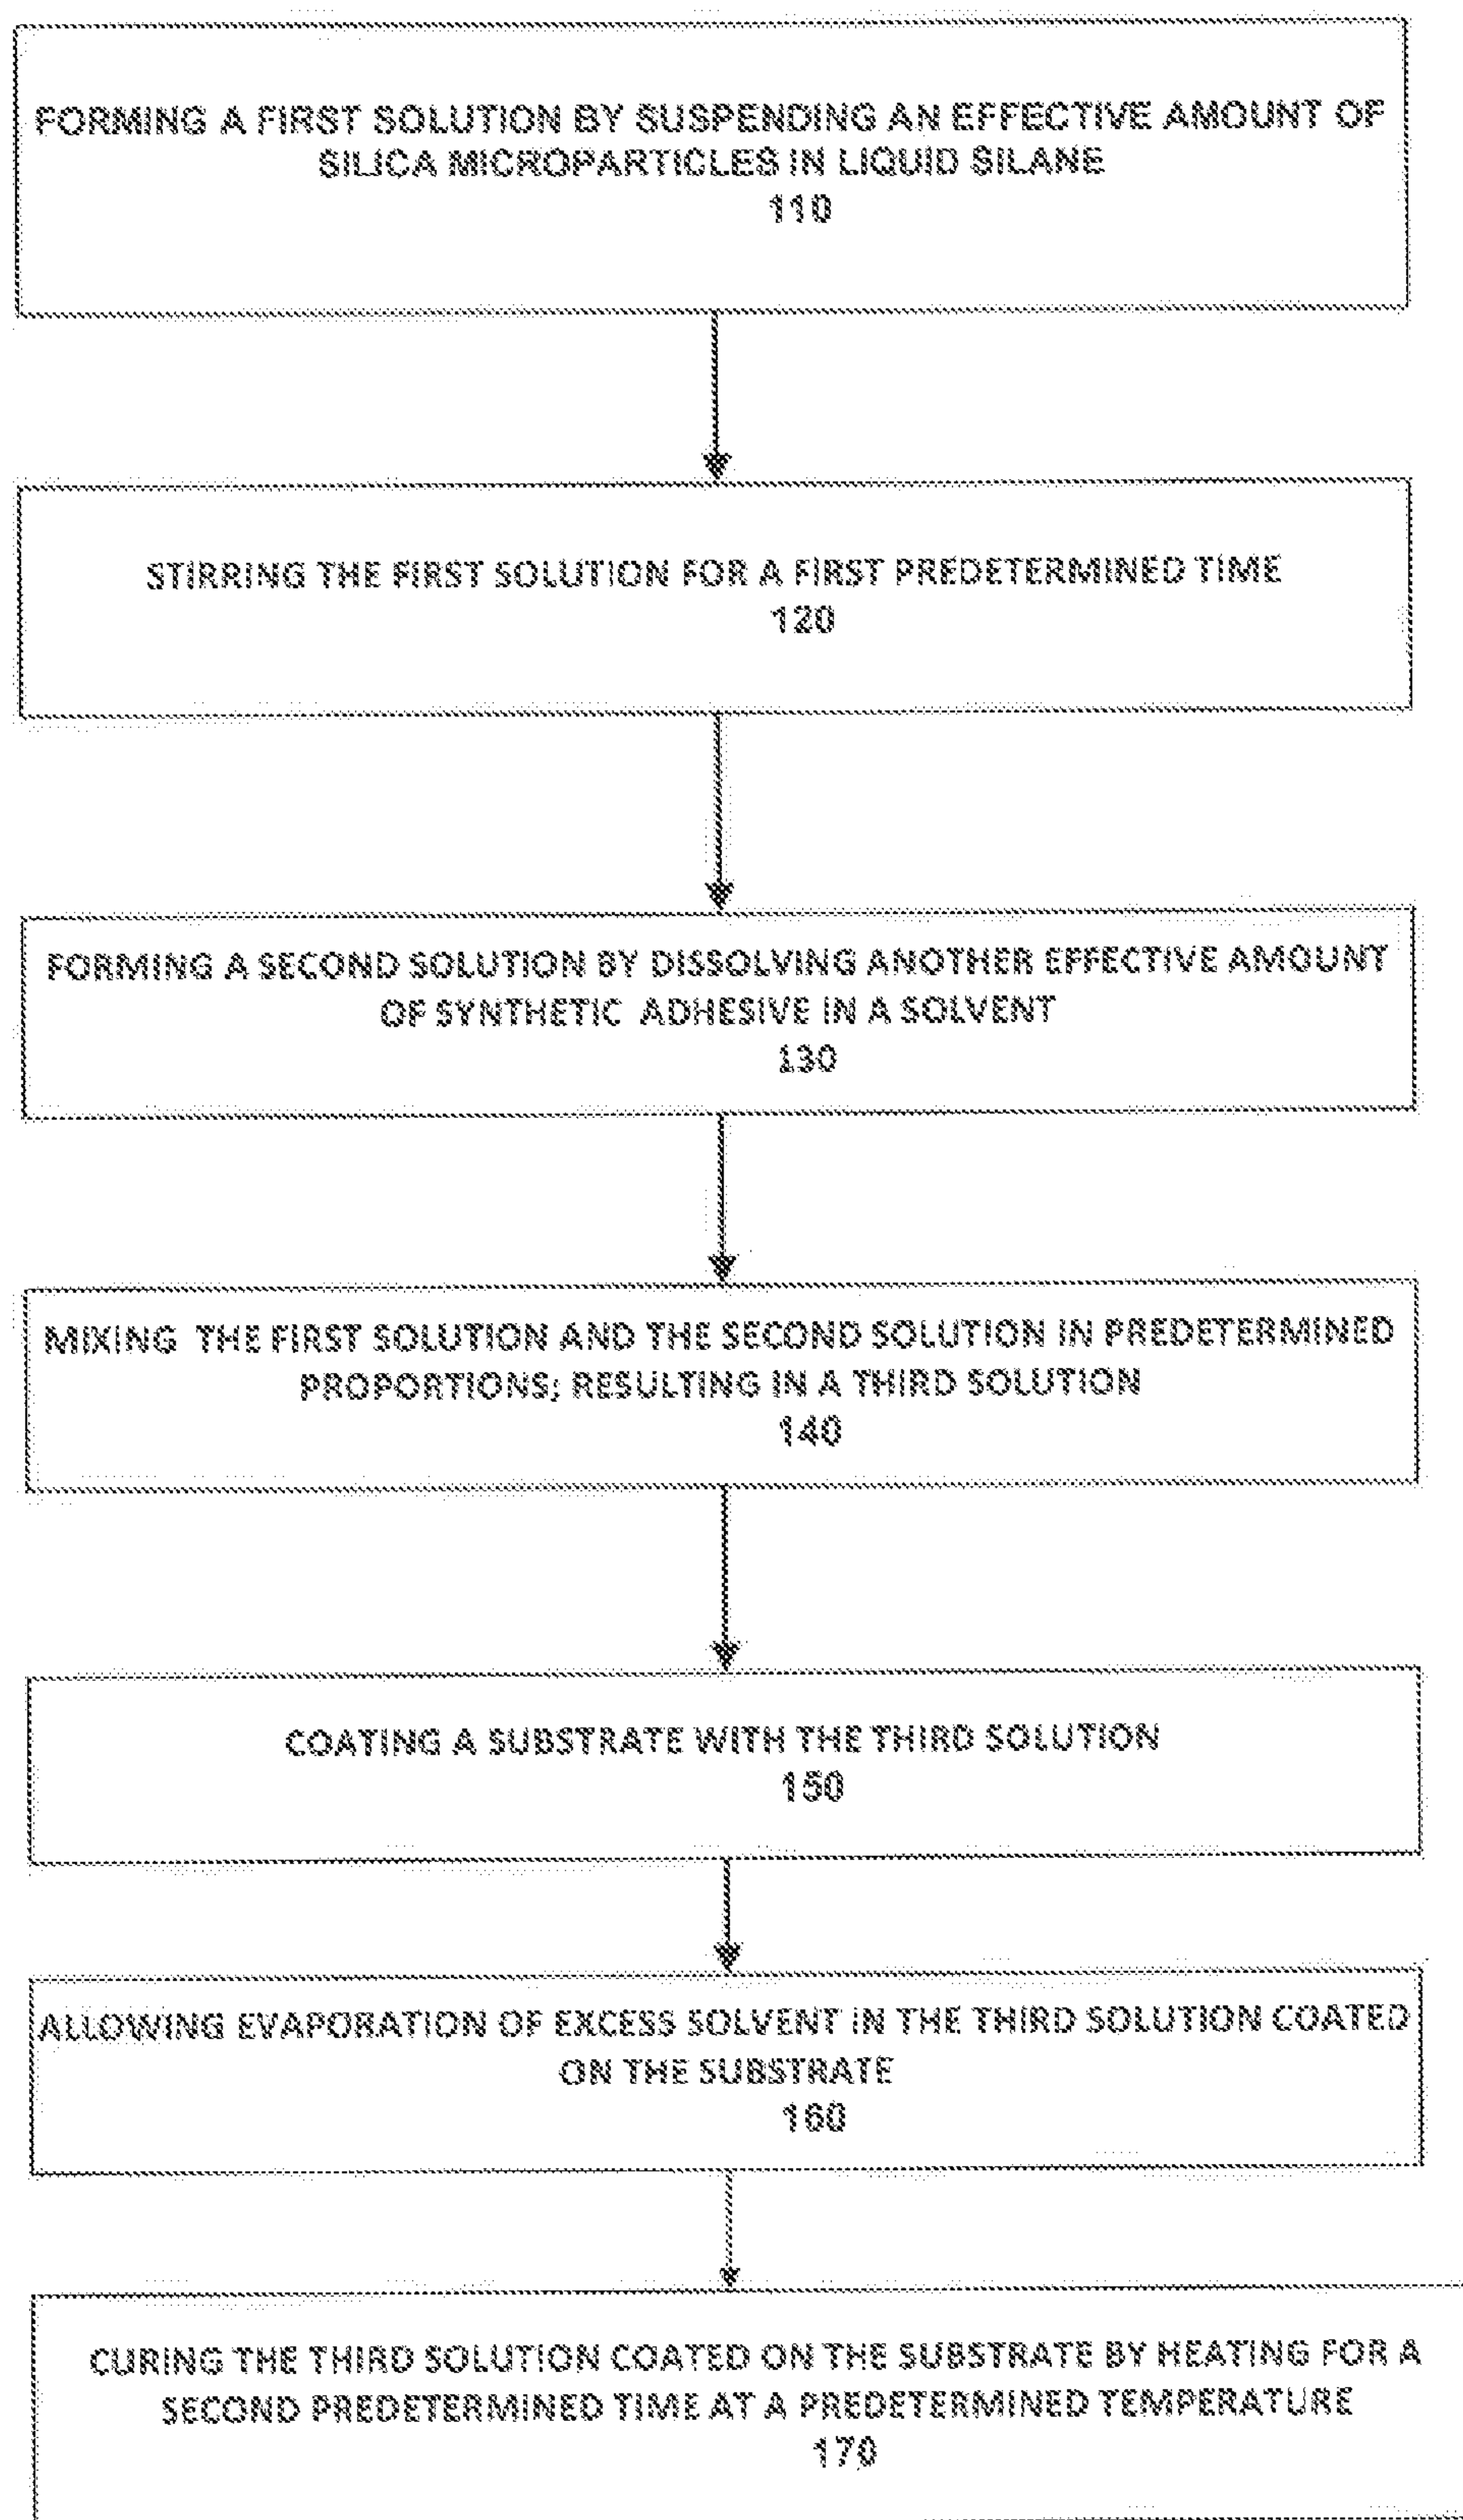 FORMING A FIRST SOLUTION BY SUSPENDING AN EFFECTIVE AMOUNT OF
SILICA MICROPARTICLES IN LIQUID SILANE
110
STIRRING THE FIRST SOLUTION FOR A FIRST PREDETERMINED TIME
120
FORMING A SECOND SOLUTION BY DISSOLVING ANOTHER EFFECTIVE AMOUNT
OF SYNTHETIC ADHESIVE IN A SOLVENT
130
MIXING THE FIRST SOLUTION AND THE SECOND SOLUTION IN PREDETERMINED
PROPORTIONS; RESULTING IN A THIRD SOLUTION
140
COATING A SUBSTRATE WITH THE THIRD SOLUTION
150
ALLOWING EVAPORATION OF EXCESS SOLVENT IN THE THIRD SOLUTION COATED
ON THE SUBSTRATE
160
CURING THE THIRD SOLUTION COATED ON THE SUBSTRATE BY HEATING FOR A
SECOND PREDETERMINED TIME AT A PREDETERMINED TEMPERATURE
170